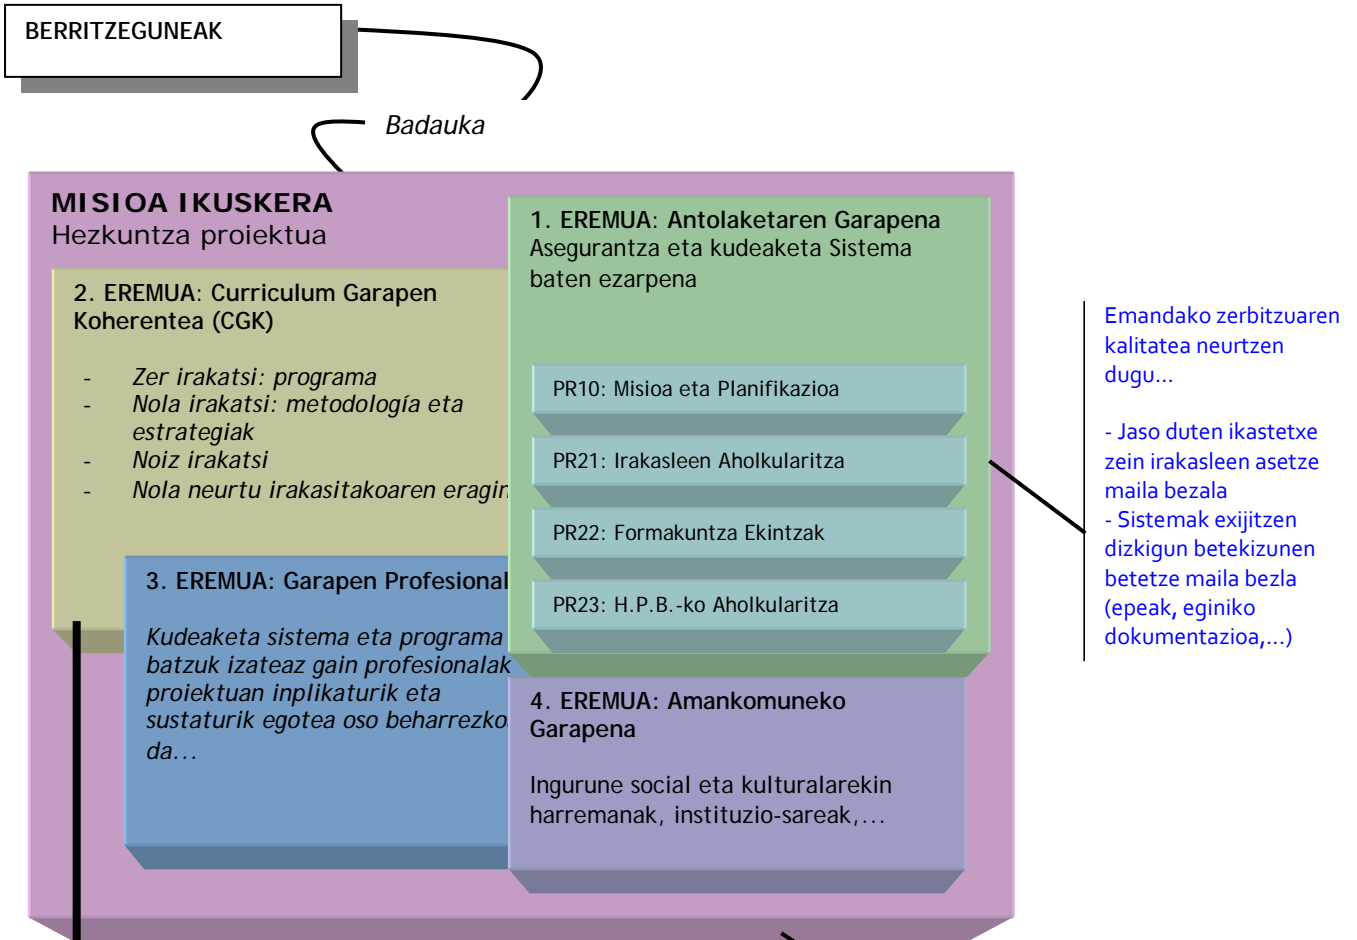 BERRITZEGUNEAK
Badauka
MISIOA IKUSKERA
Hezkuntza proiektua
2. EREMUA: Curriculum Garapen
Koherentea (CGK)
- Zer irakatsi: programa
- Nola irakatsi: metodología eta
estrategiak
- Noiz irakatsi
- Nola neurtu irakasitakoaren eragin
3. EREMUA: Garapen Profesional
Kudeaketa sistema eta programa
batzuk izateaz gain profesionalak
proiektuan inplikaturik eta
sustaturik egotea oso beharrezko
da...
1. EREMUA: Antolaketaren Garapena
Asegurantza eta kudeaketa Sistema
baten ezarpena
PR10: Misioa eta Planifikazioa
PR21: Irakasleen Aholkularitza
PR22: Formakuntza Ekintzak
PR23: H.P.B.-ko Aholkularitza
4. EREMUA: Amankomuneko
Garapena
Ingurune social eta kulturalarekin
harremanak, instituzio-sareak,...
Emandako zerbitzuaren
kalitatea neurtzen
dugu...
- Jaso duten ikastetxe
zein irakasleen asetze
maila bezala
- Sistemak exijitzen
dizkigun betekizunen
betetze maila bezla
(epeak, eginiko
dokumentazioa,...)